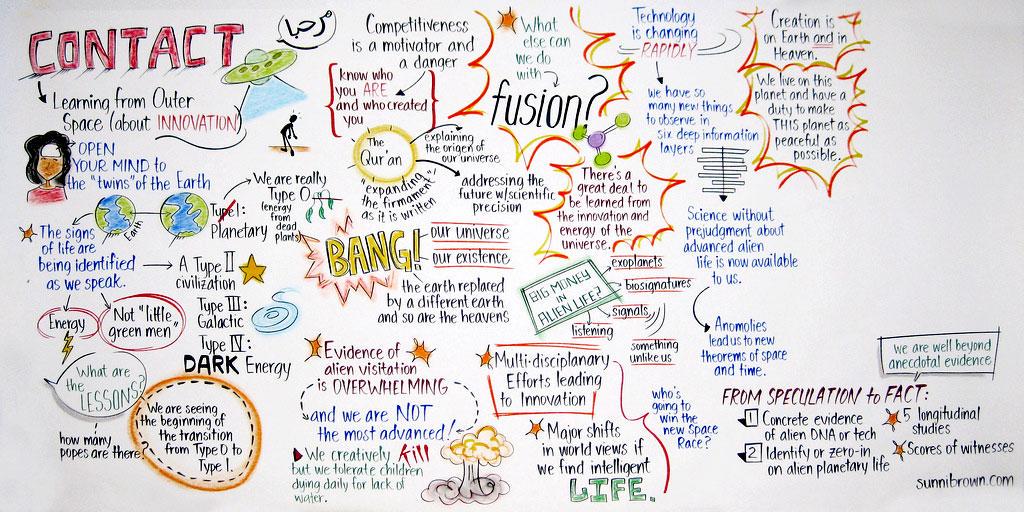 CONTACT
مرحبا
Learning from Outer
Space (about INNOVATION)
OPEN
YOUR MIND to
the "twins" of the Earth
Earth
The signs
of life are
being identified
as we speak.
Energy
Not "little
green men"
What are
the LESSONS?
how many
popes are there?
We are seeing
the beginning of
the transition
from Type 0 to
Type 1.
We are really
Type 0
(energy
from
dead
plants)
Type I:
Planetary
A Type II
civilization
Type III:
Galactic
Type IV:
DARK Energy
Competitiveness
is a motivator and
a danger
know who
you ARE
and who created
you
The
Qur'an
explaining
the origen of
our universe
addressing the
future w/scientific
precision
"expanding
the firmament
as it is written"
BANG!
our universe
our existence
the earth replaced
by a different earth
and so are the heavens
Evidence of
alien visitation
is OVERWHELMING
and we are NOT
the most advanced!
We creatively kill
but we tolerate children
dying daily for lack of
water.
What
else can
we do
with
fusion?
There's a
great deal to
be learned from
the innovation and
energy of the
universe.
BIG MONEY
IN
ALIEN LIFE?
exoplanets
biosignatures
signals
listening
something
unlike us
Multi-disciplinary
Efforts leading
to Innovation
Major shifts
in world views if
we find intelligent
LIFE.
who's
going to
win the
new space
Race?
Technology
is changing
RAPIDLY
we have so
many new things
to observe in
six deep information
layers
Science without
prejudgment about
advanced alien
life is now available
to us.
Anomolies
lead us to new
theorems of space
and time.
Creation is
on Earth and in
Heaven.
We live on this
planet and have a
duty to make
THIS planet as
peaceful as
possible.
we are well beyond
anecdotal evidence
FROM SPECULATION to FACT:
1 Concrete evidence
of alien DNA or tech
2 Identify or zero-in
on alien planetary life
5 longitudinal
studies
Scores of witnesses
sunnibrown.com